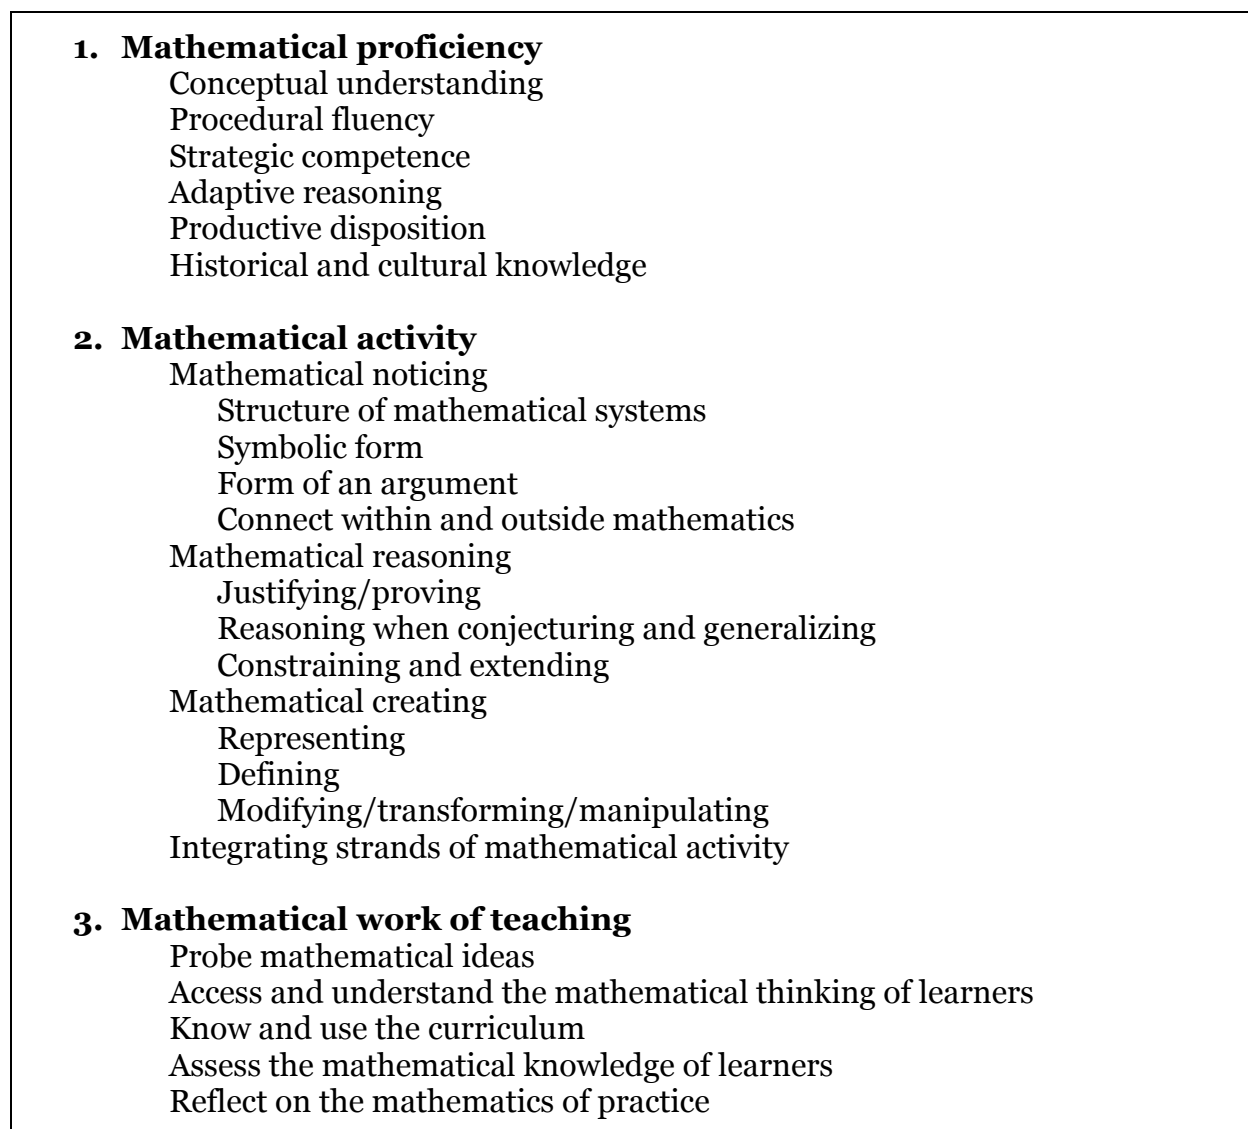 1. Mathematical proficiency
Conceptual understanding
Procedural fluency
Strategic competence
Adaptive reasoning
Productive disposition
Historical and cultural knowledge
2. Mathematical activity
Mathematical noticing
Structure of mathematical systems
Symbolic form
Form of an argument
Connect within and outside mathematics
Mathematical reasoning
Justifying/proving
Reasoning when conjecturing and generalizing
Constraining and extending
Mathematical creating
Representing
Defining
Modifying/transforming/manipulating
Integrating strands of mathematical activity
3. Mathematical work of teaching
Probe mathematical ideas
Access and understand the mathematical thinking of learners
Know and use the curriculum
Assess the mathematical knowledge of learners
Reflect on the mathematics of practice